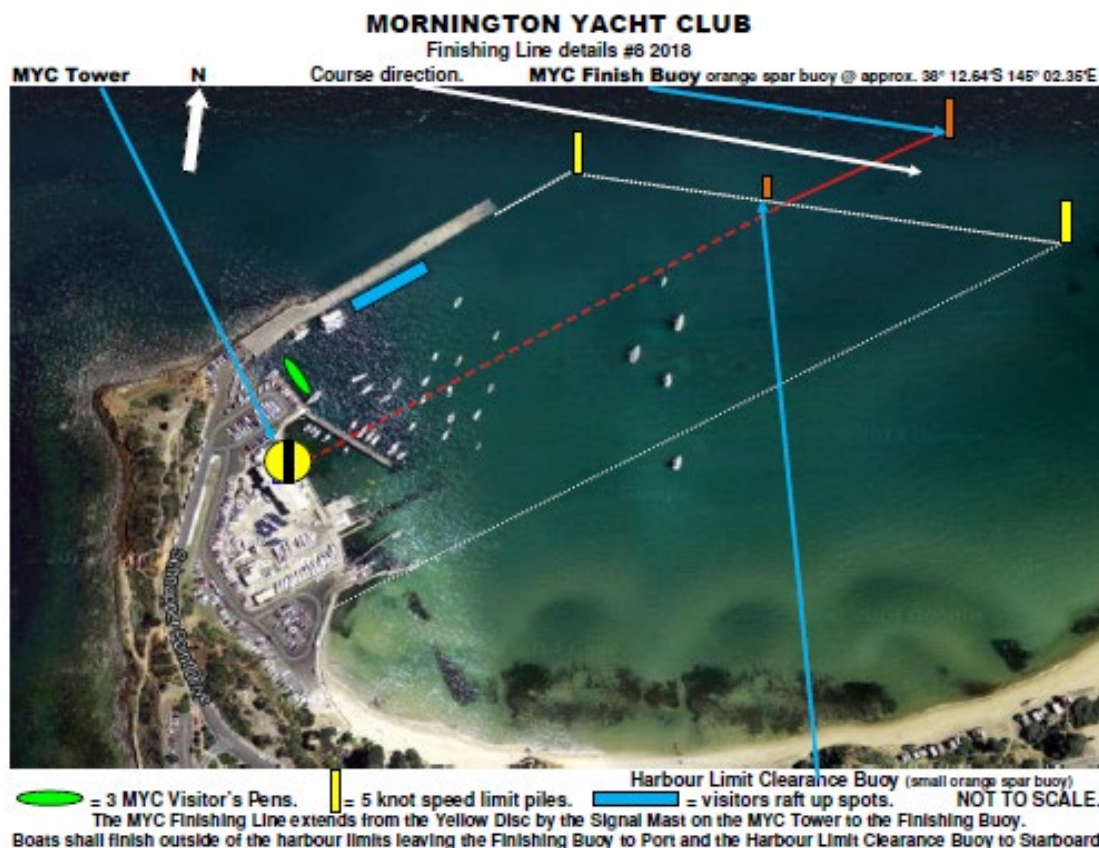 MORNINGTON YACHT CLUB
Finishing Line details #6 2018
MYC Tower N Course direction. MYC Finish Buoy orange spar buoy @ approx. 38° 12.64'S 145° 02.35'E
Harbour Limit Clearance Buoy (small orange spar buoy)
= 3 MYC Visitor's Pens. = 5 knot speed limit piles. = visitors raft up spots. NOT TO SCALE.
The MYC Finishing Line extends from the Yellow Disc by the Signal Mast on the MYC Tower to the Finishing Buoy.
Boats shall finish outside of the harbour limits leaving the Finishing Buoy to Port and the Harbour Limit Clearance Buoy to Starboard